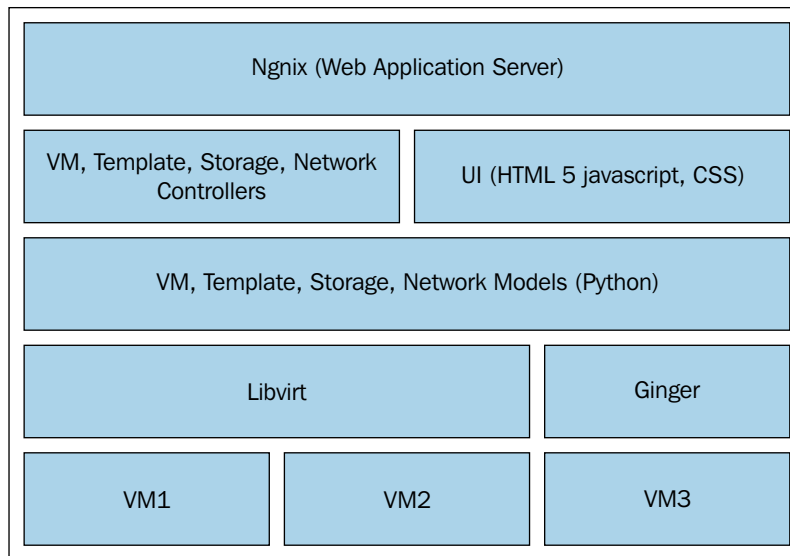 Ngnix (Web Application Server)
VM, Template, Storage, Network
Controllers
UI (HTML 5 javascript, CSS)
VM, Template, Storage, Network Models (Python)
Libvirt
Ginger
VM1
VM2
VM3